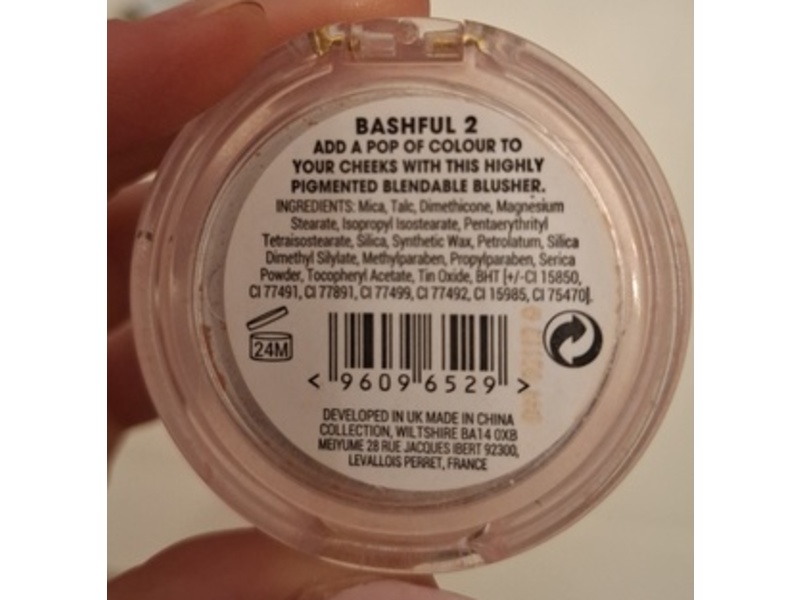 BASHFUL 2
ADD A POP OF COLOUR TO
YOUR CHEEKS WITH THIS HIGHLY
PIGMENTED BLENDABLE BLUSHER.
INGREDIENTS: Mica, Talc, Dimethicone, Magnesium
Stearate, Isopropyl Isostearate, Pentaerythrityl
Tetraisostearate, Silica, Synthetic Wax, Petrolatum, Silica
Dimethyl Silylate, Methylparaben, Propylparaben, Serica
Powder, Tocopheryl Acetate, Tin Oxide, BHT [+/-CI 15850,
CI 77491, CI 77891, CI 77499, CI 77492, CI 15985, CI 75470].
24M
< 9609 6529 >
DEVELOPED IN UK MADE IN CHINA
COLLECTION, WILTSHIRE BA14 0XB
MEIYUME 28 RUE JACQUES IBERT 92300,
LEVALLOIS PERRET, FRANCE